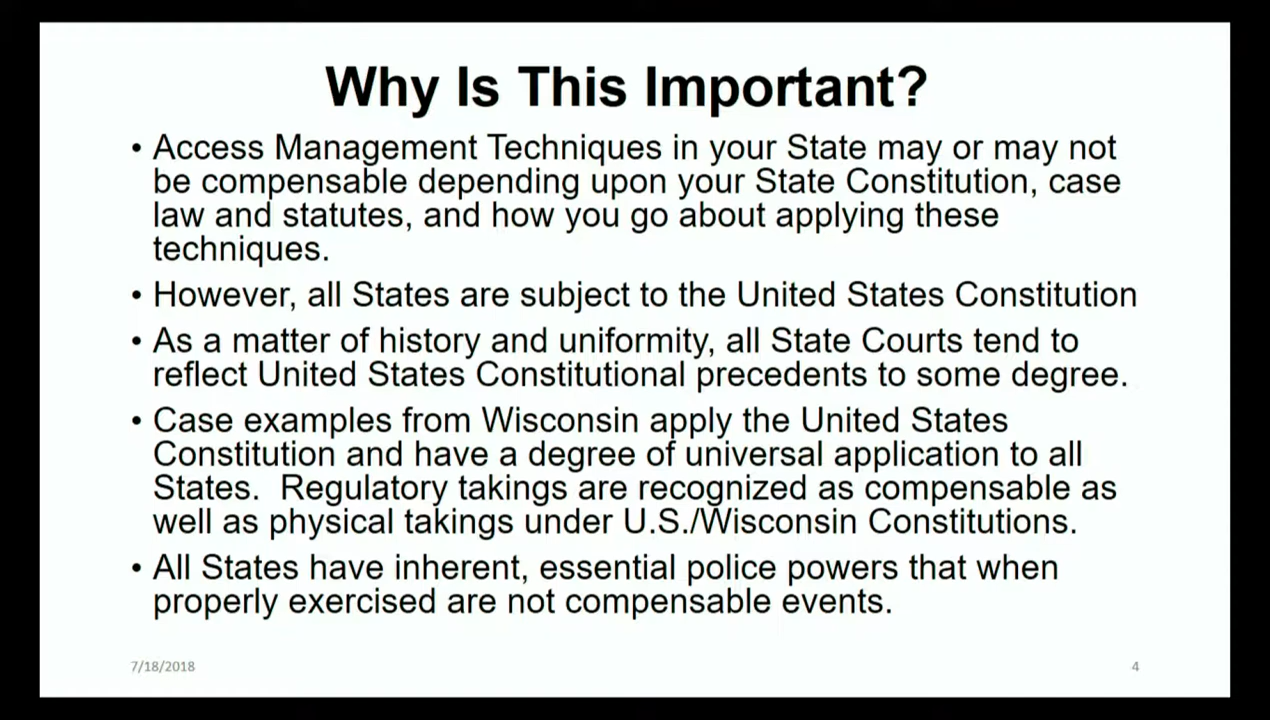 Why Is This Important?
• Access Management Techniques in your State may or may not
be compensable depending upon your State Constitution, case
law and statutes, and how you go about applying these
techniques.
• However, all States are subject to the United States Constitution
• As a matter of history and uniformity, all State Courts tend to
reflect United States Constitutional precedents to some degree.
• Case examples from Wisconsin apply the United States
Constitution and have a degree of universal application to all
States.  Regulatory takings are recognized as compensable as
well as physical takings under U.S./Wisconsin Constitutions.
• All States have inherent, essential police powers that when
properly exercised are not compensable events.
7/18/2018
4